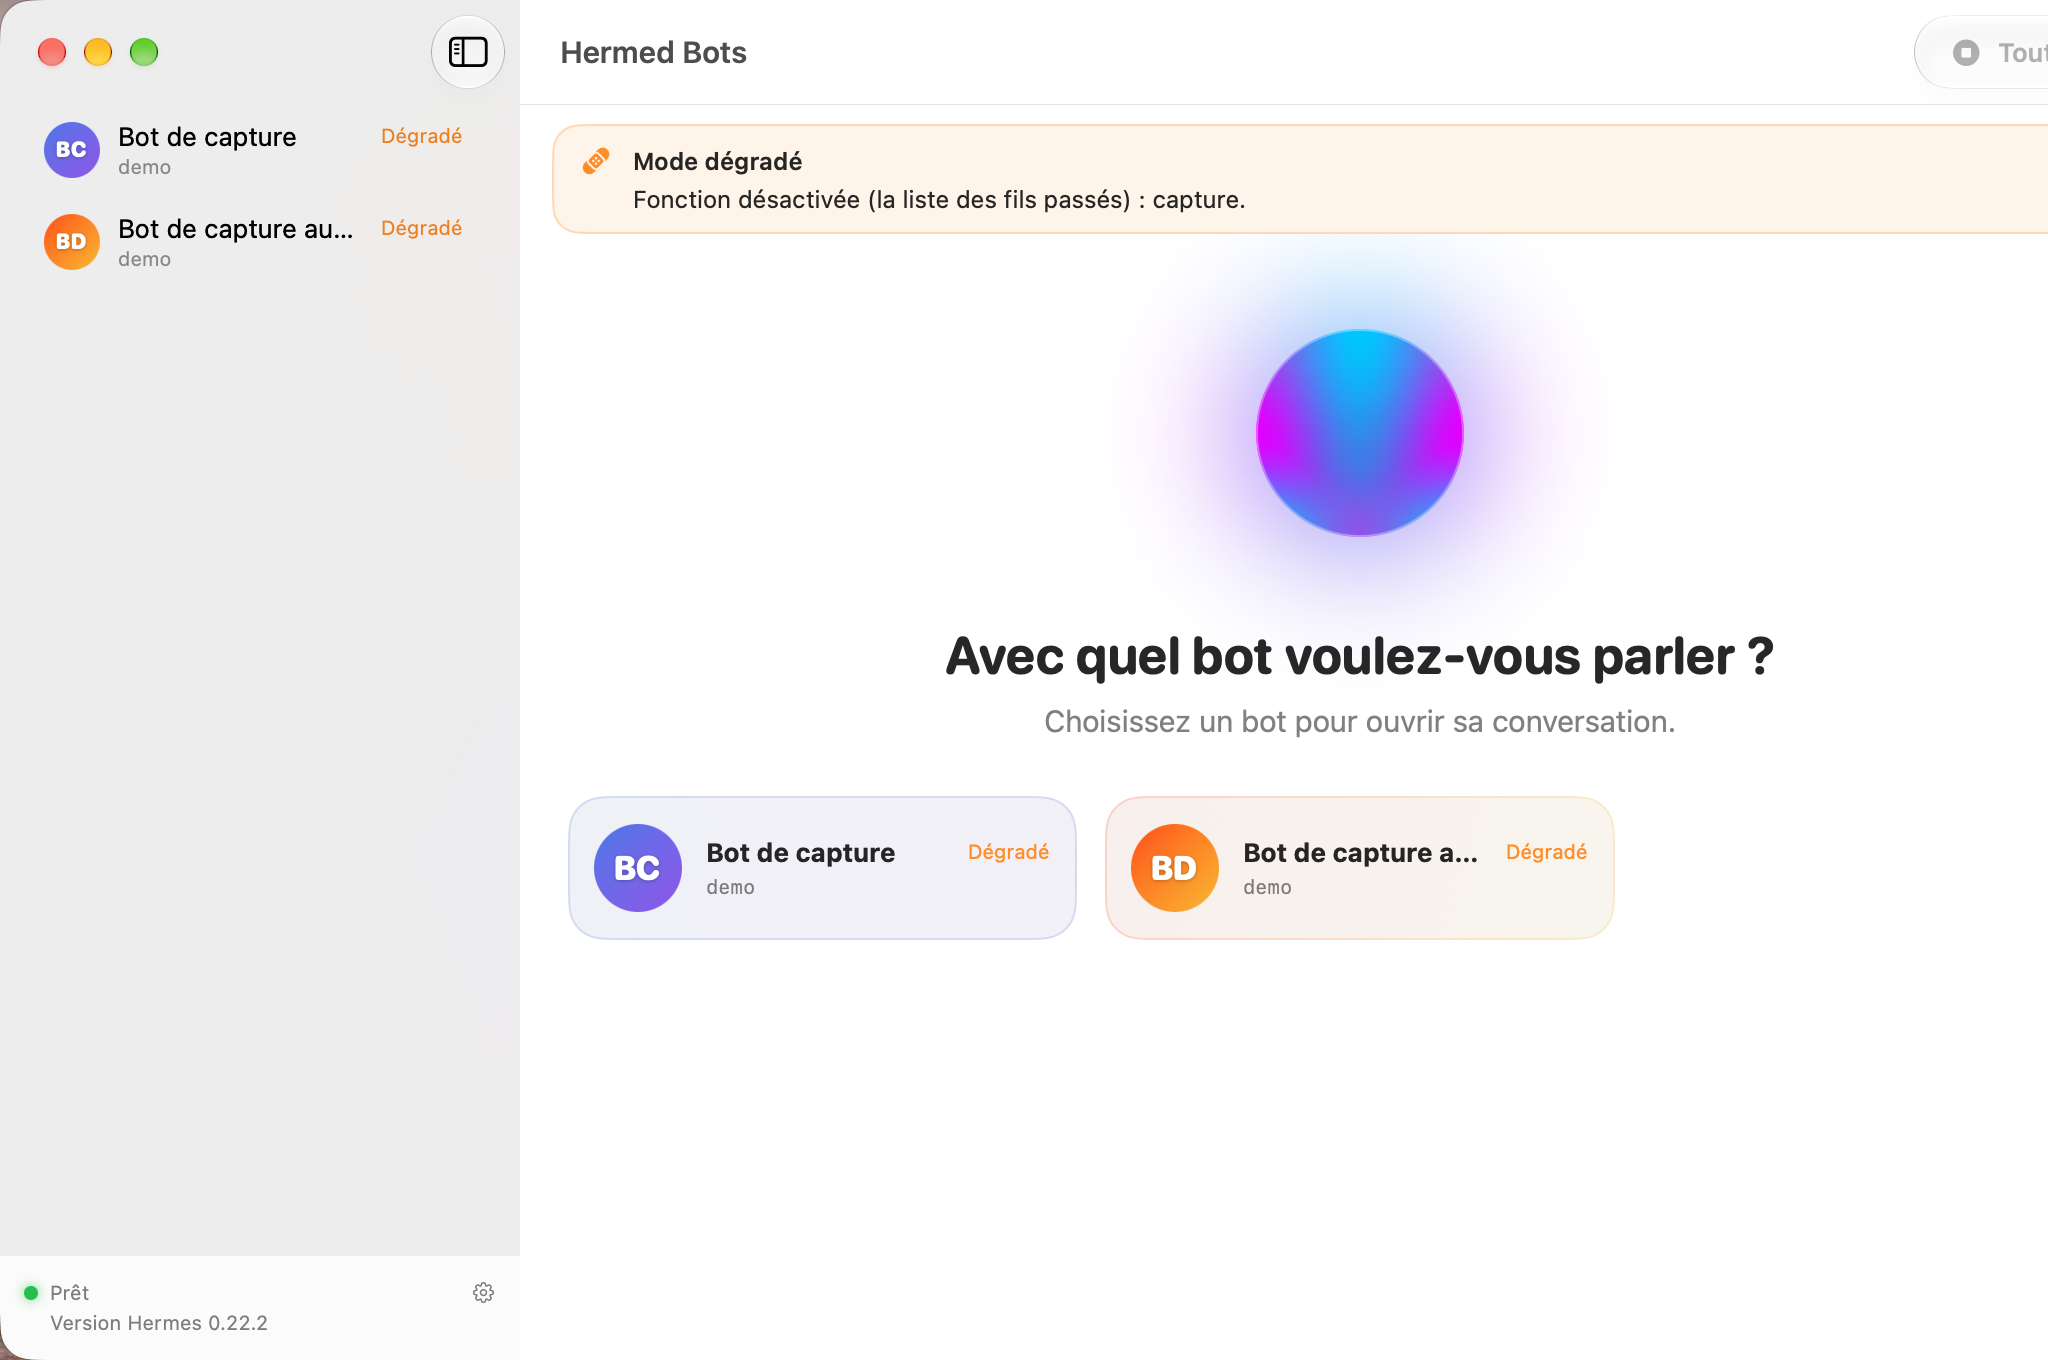 Hermed Bots
Tout
BC
Bot de capture
Dégradé
demo
BD
Bot de capture au...
Dégradé
demo
Mode dégradé
Fonction désactivée (la liste des fils passés) : capture.
Avec quel bot voulez-vous parler ?
Choisissez un bot pour ouvrir sa conversation.
BC
Bot de capture
Dégradé
demo
BD
Bot de capture a...
Dégradé
demo
Prêt
Version Hermes 0.22.2